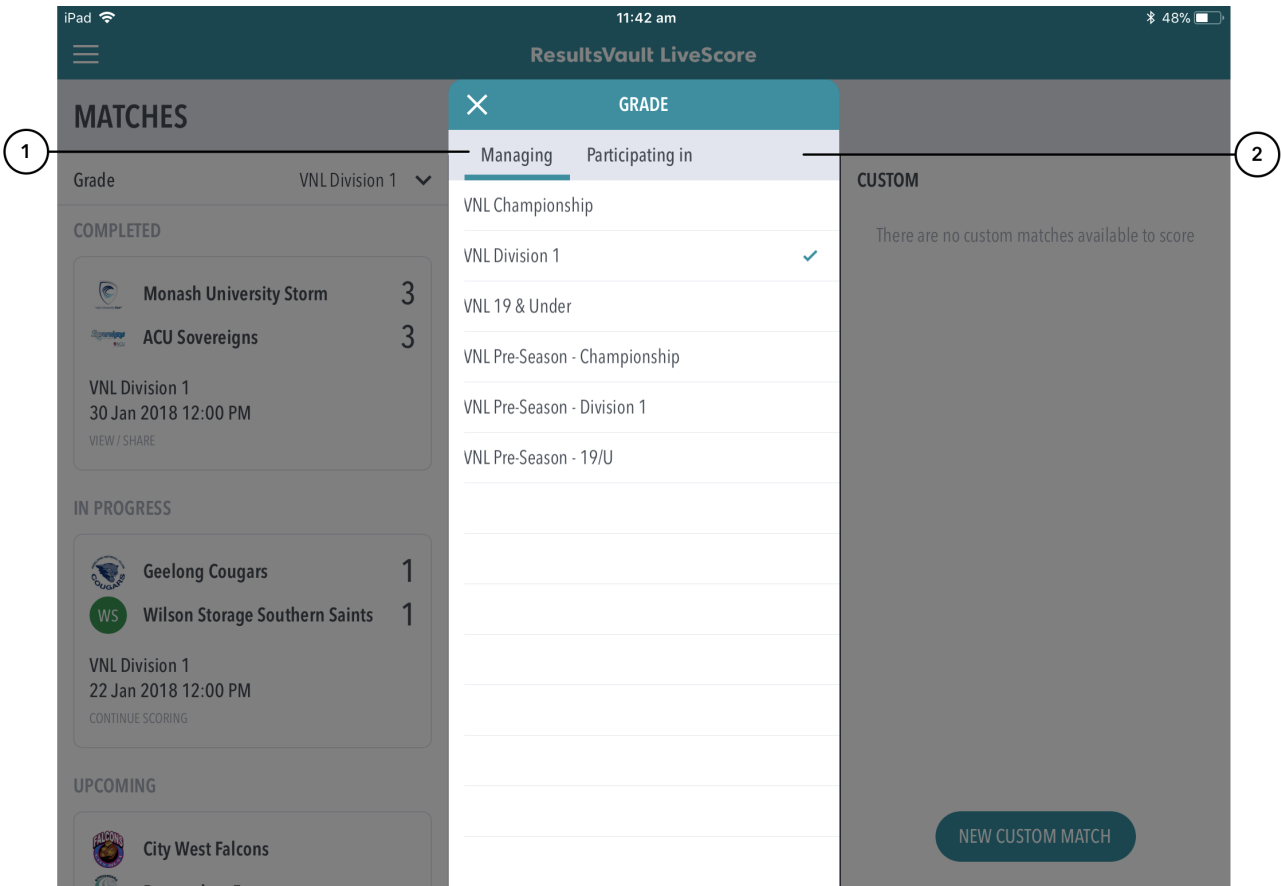 iPad
11:42 am
48%
ResultsVault LiveScore
MATCHES
GRADE
1
Managing
Participating in
2
Grade
VNL Division 1
COMPLETED
Monash University Storm 3
ACU Sovereigns 3
VNL Division 1
30 Jan 2018 12:00 PM
VIEW / SHARE
IN PROGRESS
COUGARS
Geelong Cougars 1
WS
Wilson Storage Southern Saints 1
VNL Division 1
22 Jan 2018 12:00 PM
CONTINUE SCORING
UPCOMING
FALCONS
City West Falcons
VNL Championship
VNL Division 1
VNL 19 & Under
VNL Pre-Season - Championship
VNL Pre-Season - Division 1
VNL Pre-Season - 19/U
CUSTOM
There are no custom matches available to score
NEW CUSTOM MATCH